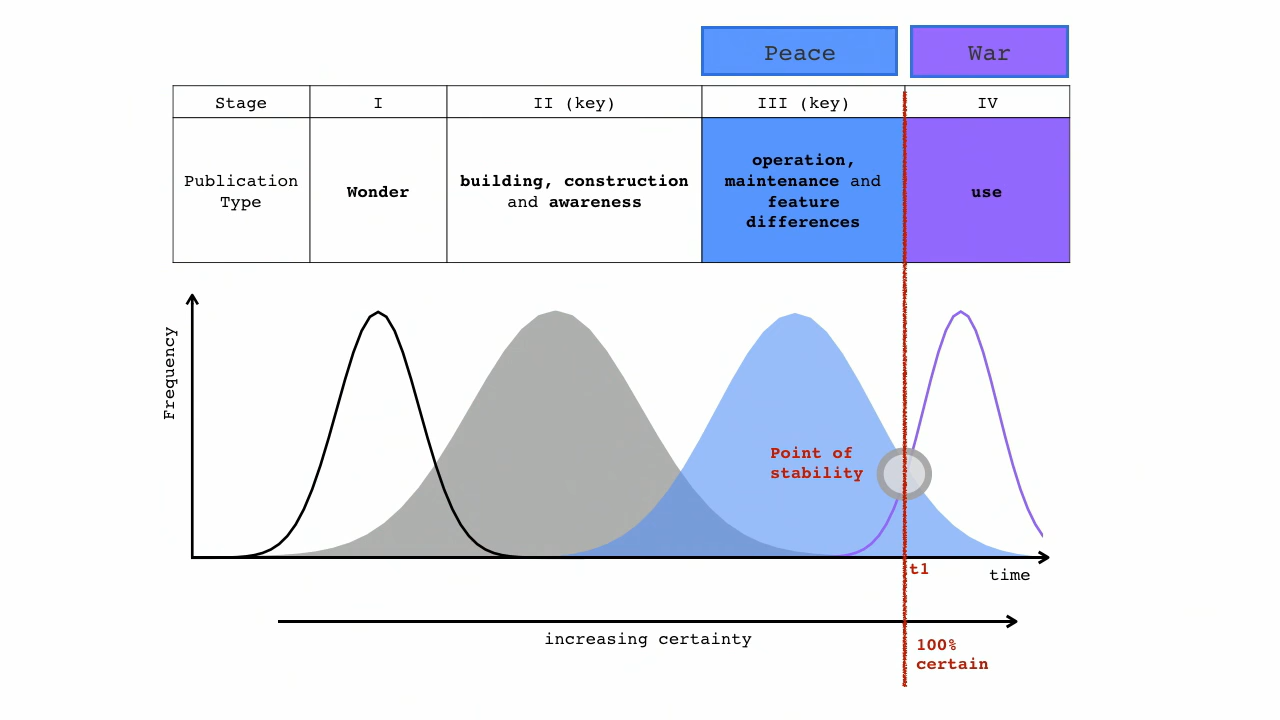 Peace
War
Stage
I
II (key)
III (key)
IV
Publication
Type
Wonder
building, construction
and awareness
operation,
maintenance and
feature
differences
use
Frequency
Point of
stability
t1
time
increasing certainty
100%
certain